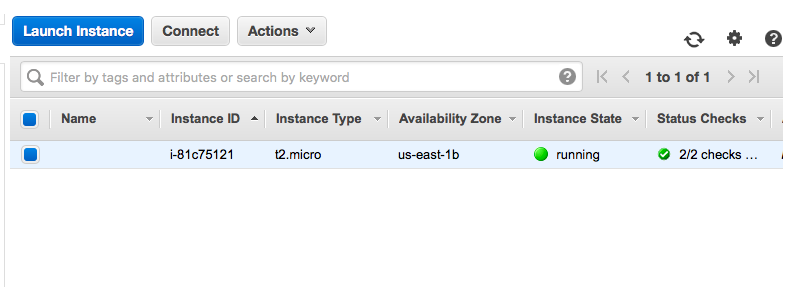 Launch Instance Connect Actions
Filter by tags and attributes or search by keyword 1 to 1 of 1
Name Instance ID Instance Type Availability Zone Instance State Status Checks
i-81c75121 t2.micro us-east-1b running 2/2 checks ...